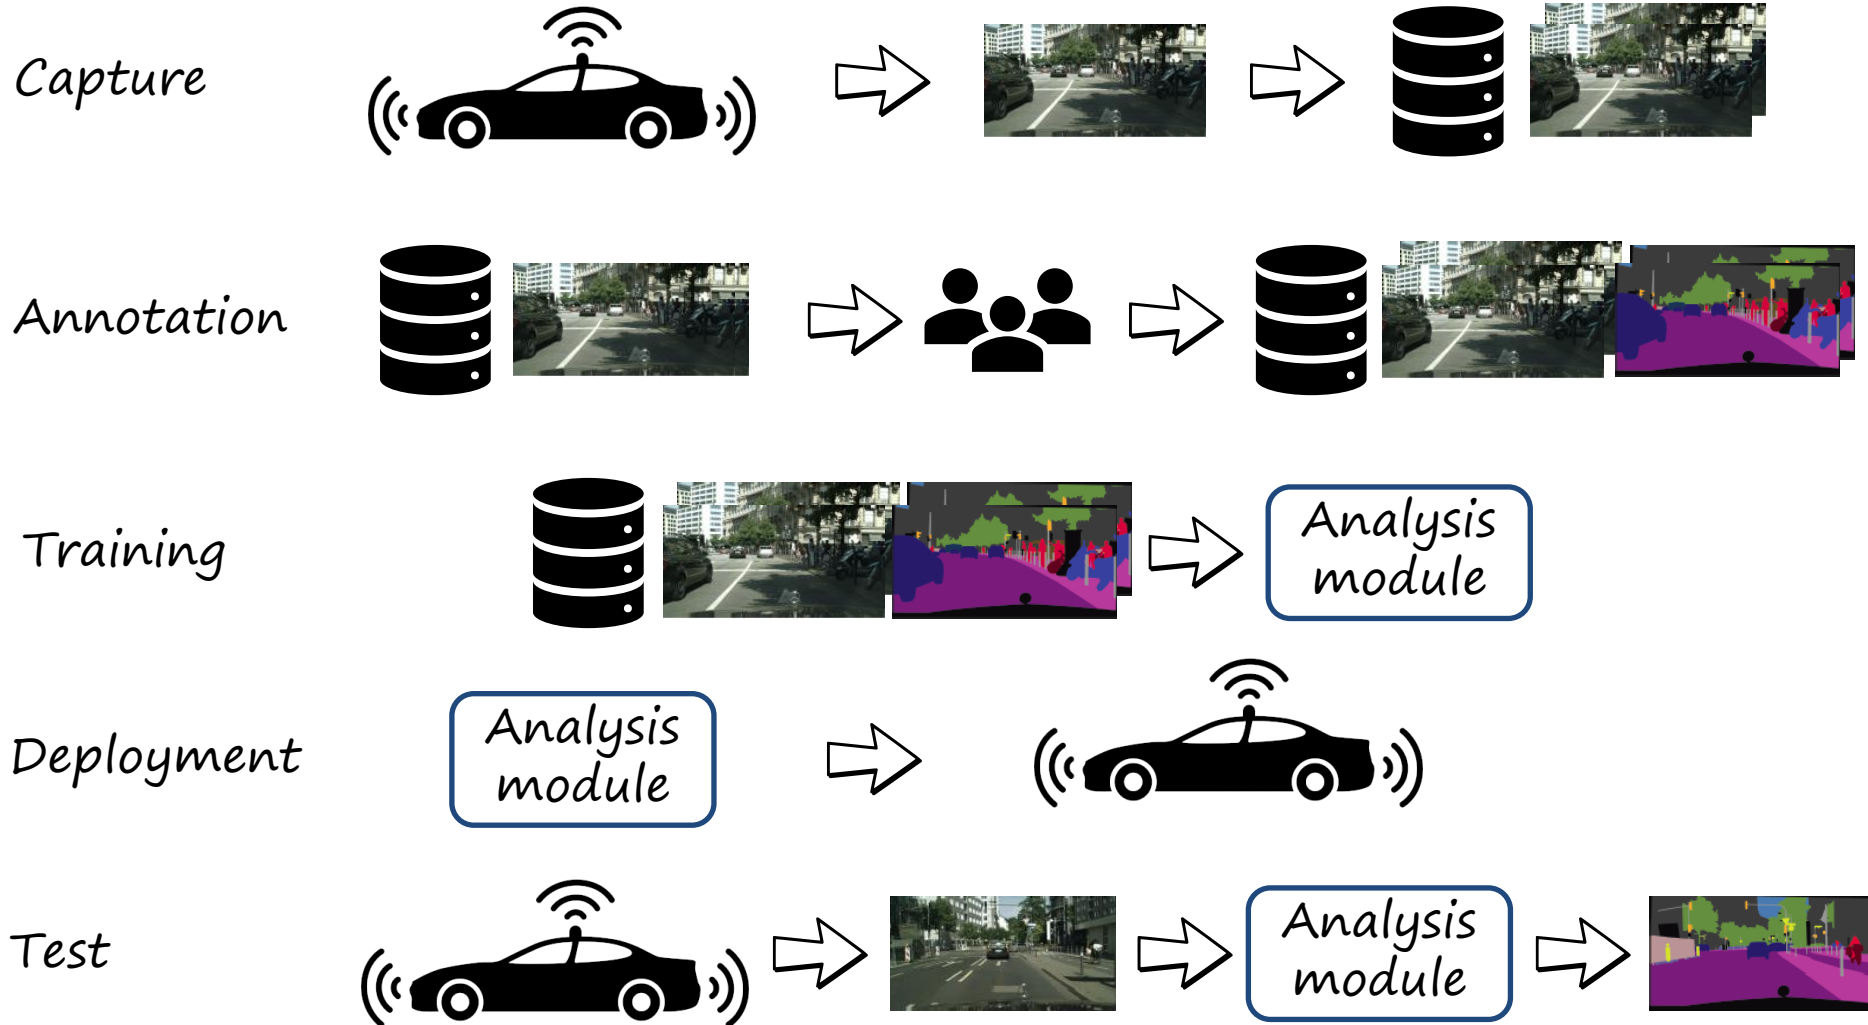 Capture
Annotation
Training
Analysis
module
Deployment
Analysis
module
Test
Analysis
module